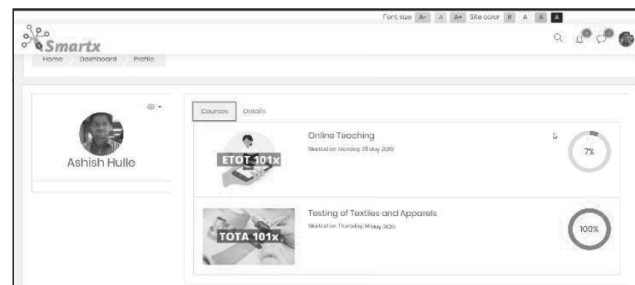 Font size A- A A+ Site color R A A A
Smartx
Home Dashboard Profile
Courses Details
Ashish Hulle
ETOT 101x
Online Teaching
Started on Monday, 25 May 2020
7%
TOTA 101x
Testing of Textiles and Apparels
Started on Thursday, 14 May 2020
100%